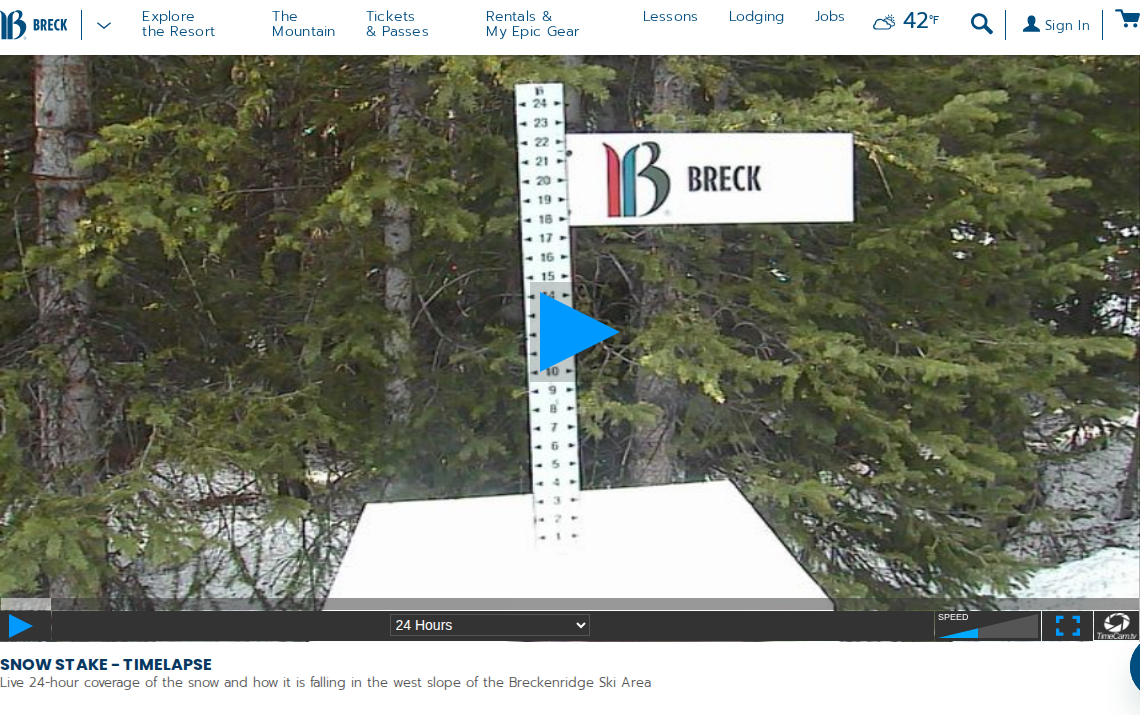 BRECK
Explore
the Resort
The
Mountain
Tickets
& Passes
Rentals &
My Epic Gear
Lessons
Lodging
Jobs
42°F
Sign In
24
23
22
21
20
19
18
17
16
15
14
10
9
8
7
6
5
4
3
2
1
BRECK
24 Hours
SPEED
TimeCam.tv
SNOW STAKE - TIMELAPSE
Live 24-hour coverage of the snow and how it is falling in the west slope of the Breckenridge Ski Area